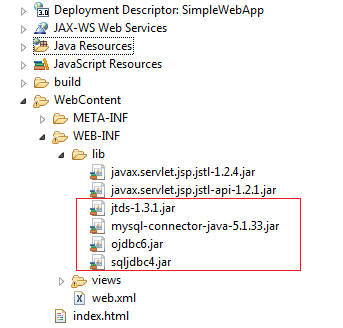 3.0 Deployment Descriptor: SimpleWebApp
JAX-WS Web Services
Java Resources
JavaScript Resources
build
WebContent
META-INF
WEB-INF
lib
javax.servlet.jsp.jstl-1.2.4.jar
javax.servlet.jsp.jstl-api-1.2.1.jar
jtds-1.3.1.jar
mysql-connector-java-5.1.33.jar
ojdbc6.jar
sqljdbc4.jar
views
web.xml
index.html